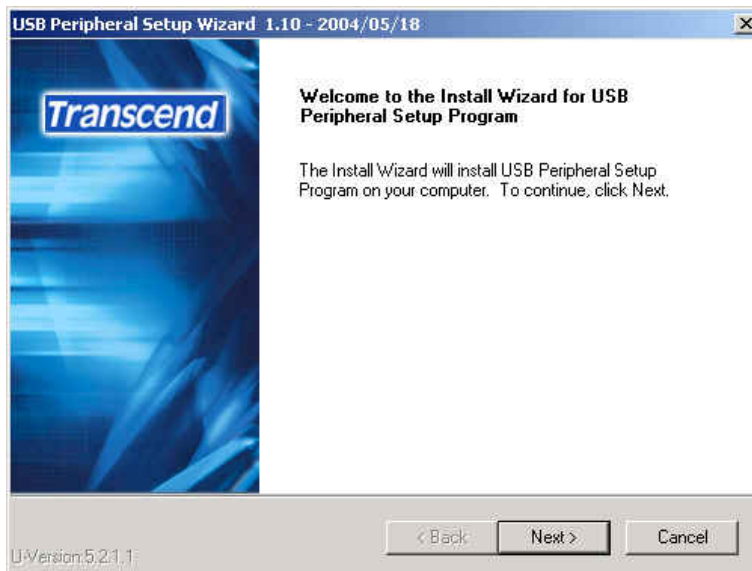 USB Peripheral Setup Wizard 1.10 - 2004/05/18
Transcend
Welcome to the Install Wizard for USB
Peripheral Setup Program
The Install Wizard will install USB Peripheral Setup
Program on your computer. To continue, click Next.
< Back
Next >
Cancel
U-Version:5.2.1.1